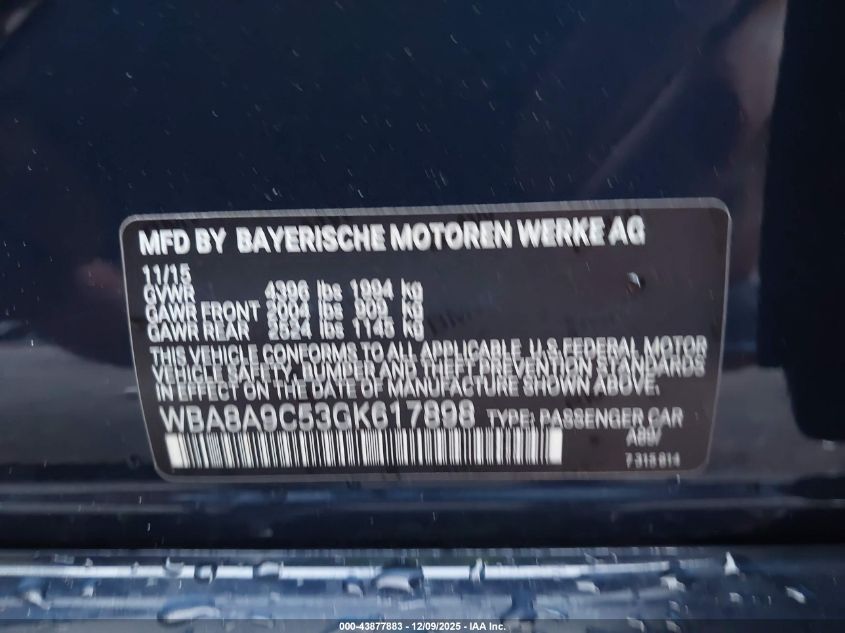 MFD BY BAYERISCHE MOTOREN WERKE AG
11/15
GVWR 4396 lbs 1994 kg
GAWR FRONT 2004 lbs 909 kg
GAWR REAR 2524 lbs 1145 kg
THIS VEHICLE CONFORMS TO ALL APPLICABLE U.S. FEDERAL MOTOR
VEHICLE SAFETY, BUMPER AND THEFT PREVENTION STANDARDS
IN EFFECT ON THE DATE OF MANUFACTURE SHOWN ABOVE.
WBA8A9C53GK617898 TYPE: PASSENGER CAR
A89/
7 315 814
000-43877883 - 12/09/2025 - IAA Inc.